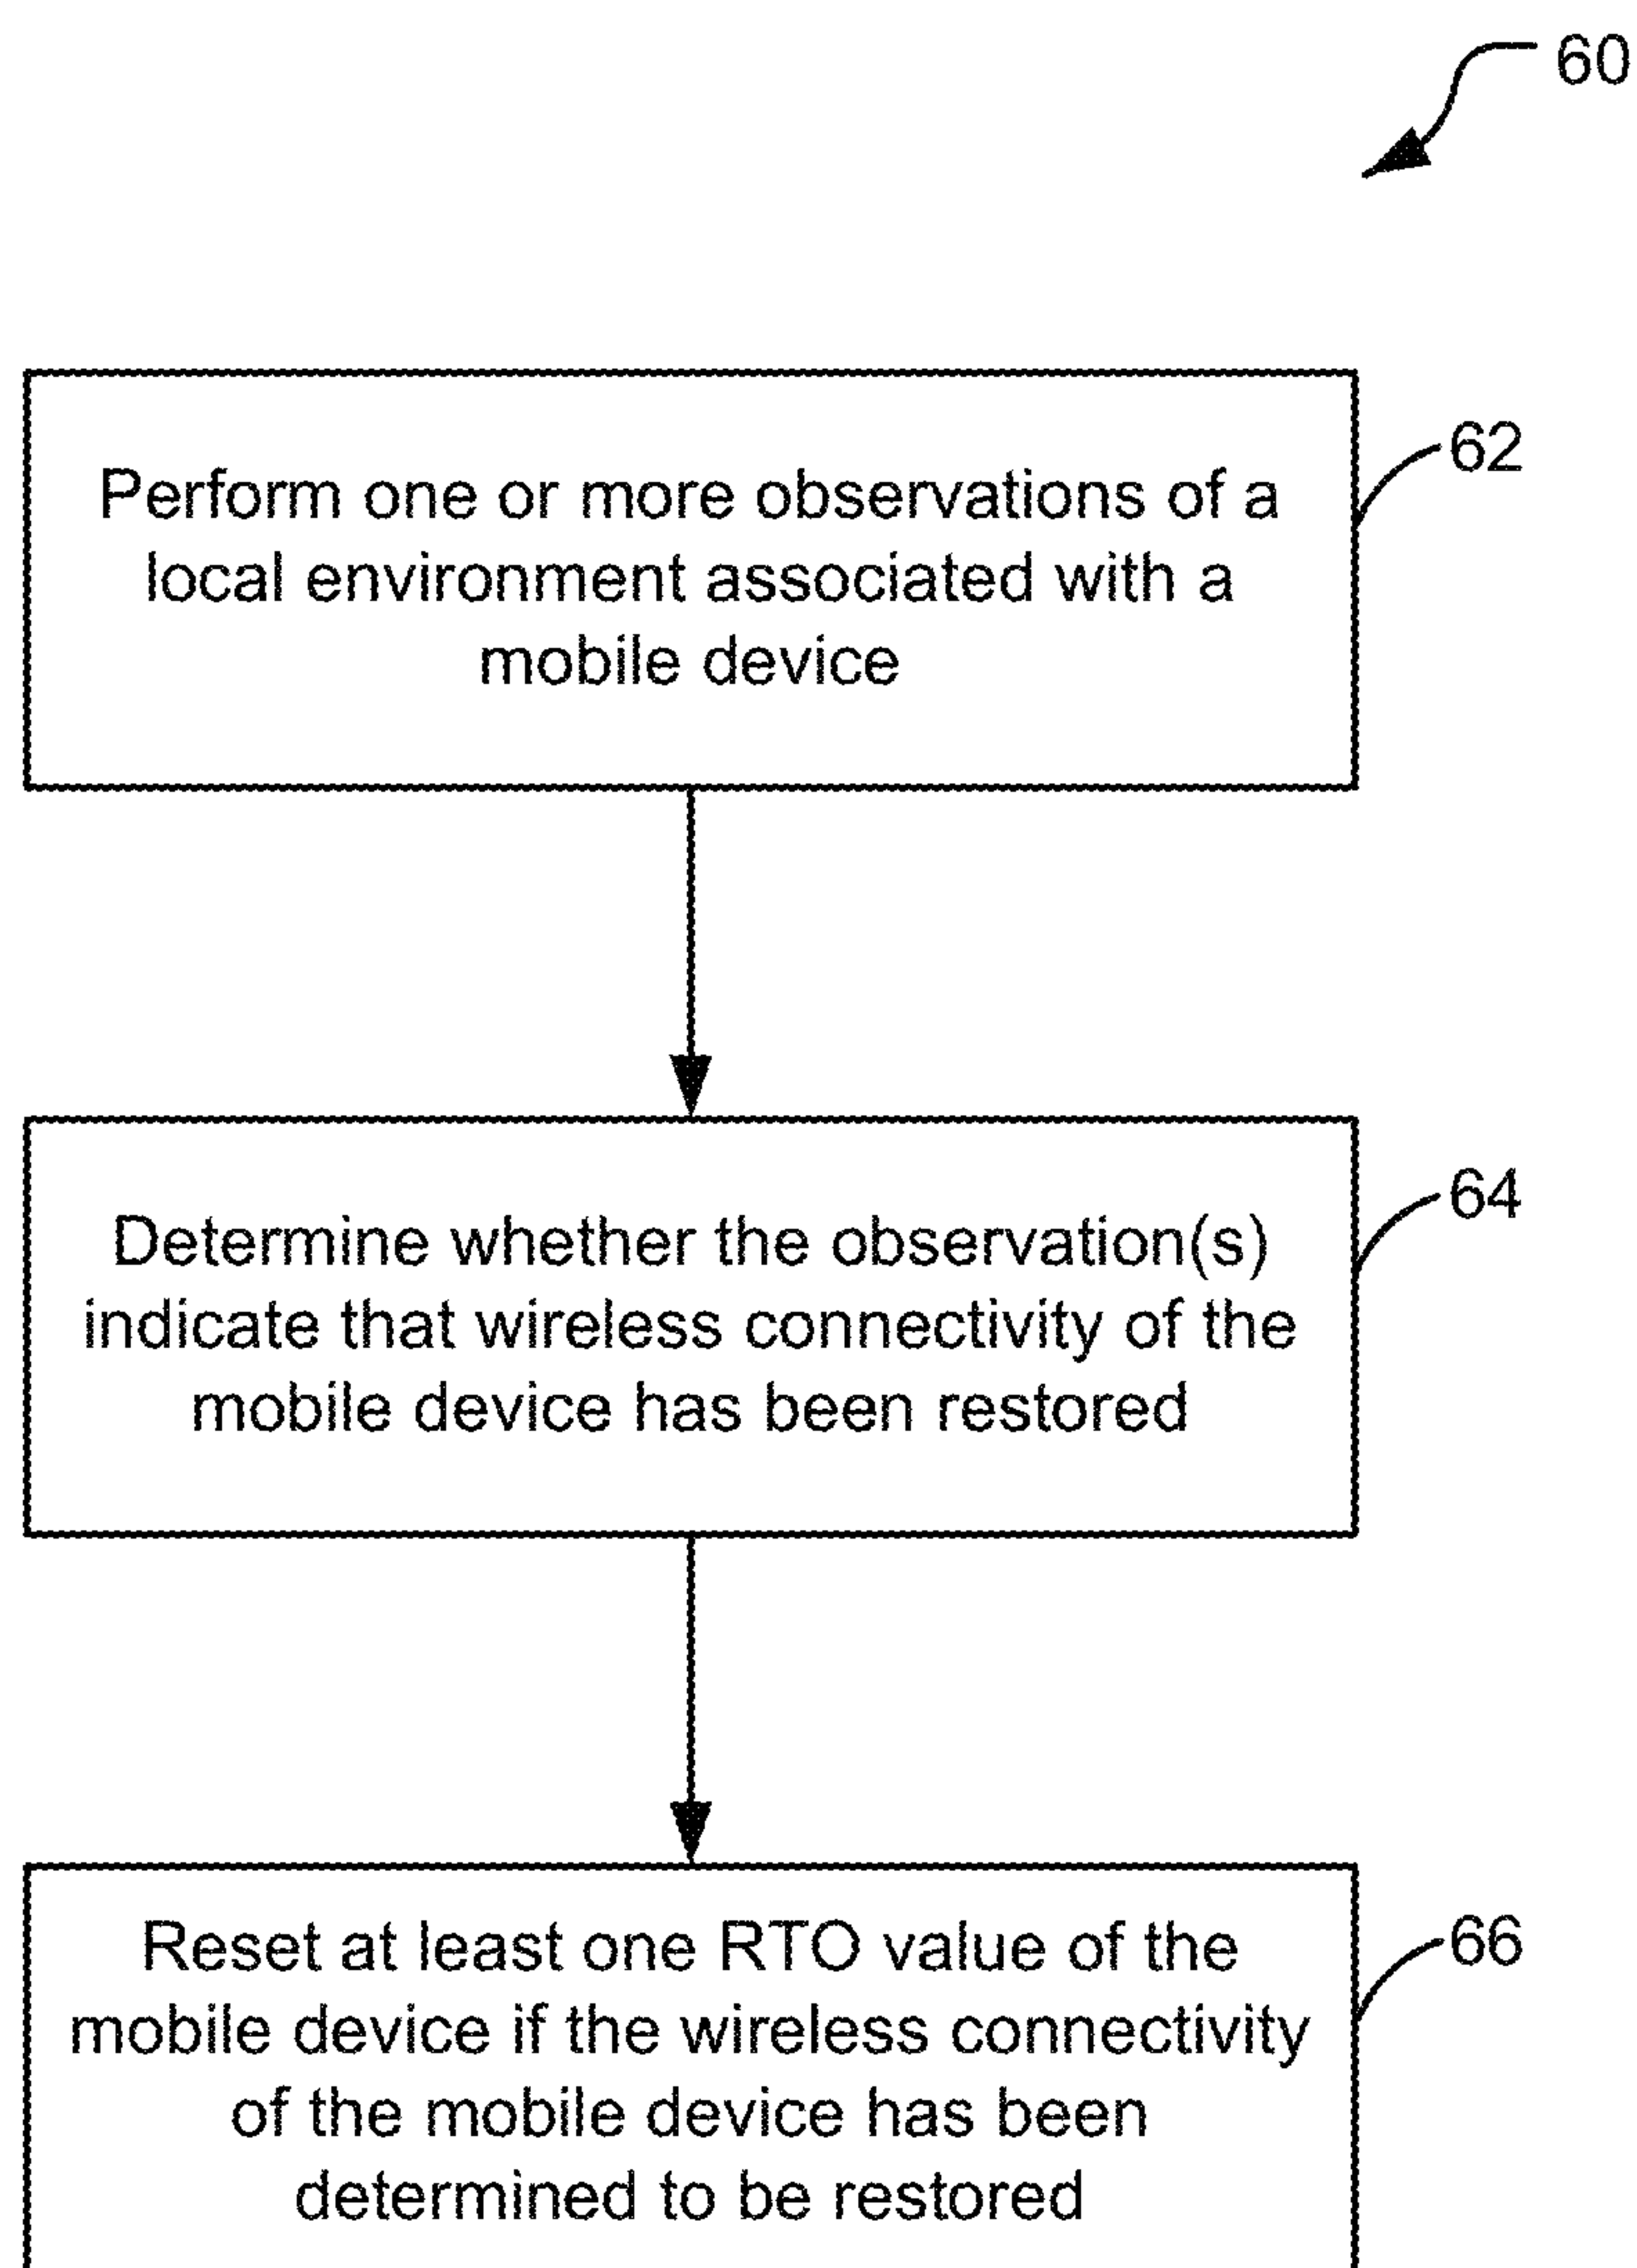 60
Perform one or more observations of a
local environment associated with a
mobile device
62
Determine whether the observation(s)
indicate that wireless connectivity of the
mobile device has been restored
64
Reset at least one RTO value of the
mobile device if the wireless connectivity
of the mobile device has been
determined to be restored
66